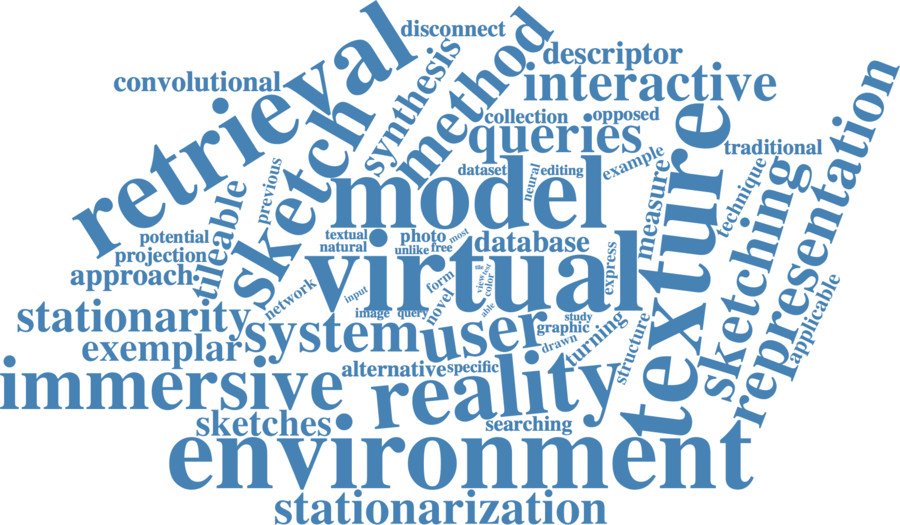 disconnect
retrieval
synthesis
method
descriptor
convolutional
interactive
representation
sketch
collection
opposed
queries
texture
traditional
previous
dataset
neural
editing
example
measure
technique
sketching
model
tileable
potential
textual
natural
photo
unlike
free
most
database
projection
approach
virtual
express
network
input
form
view
test
color
novel
able
applicable
stationarity
image
query
study
system
user
graphic
drawn
turning
structure
exemplar
immersive
alternative
specific
reality
sketches
searching
environment
stationarization